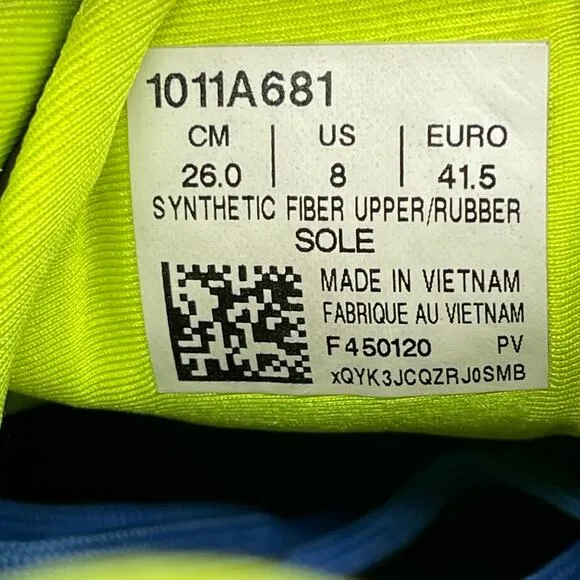 1011A681
CM | US | EURO
26.0 | 8 | 41.5
SYNTHETIC FIBER UPPER/RUBBER
SOLE
MADE IN VIETNAM
FABRIQUE AU VIETNAM
F450120 PV
xQYK3JCQZRJ0SMB